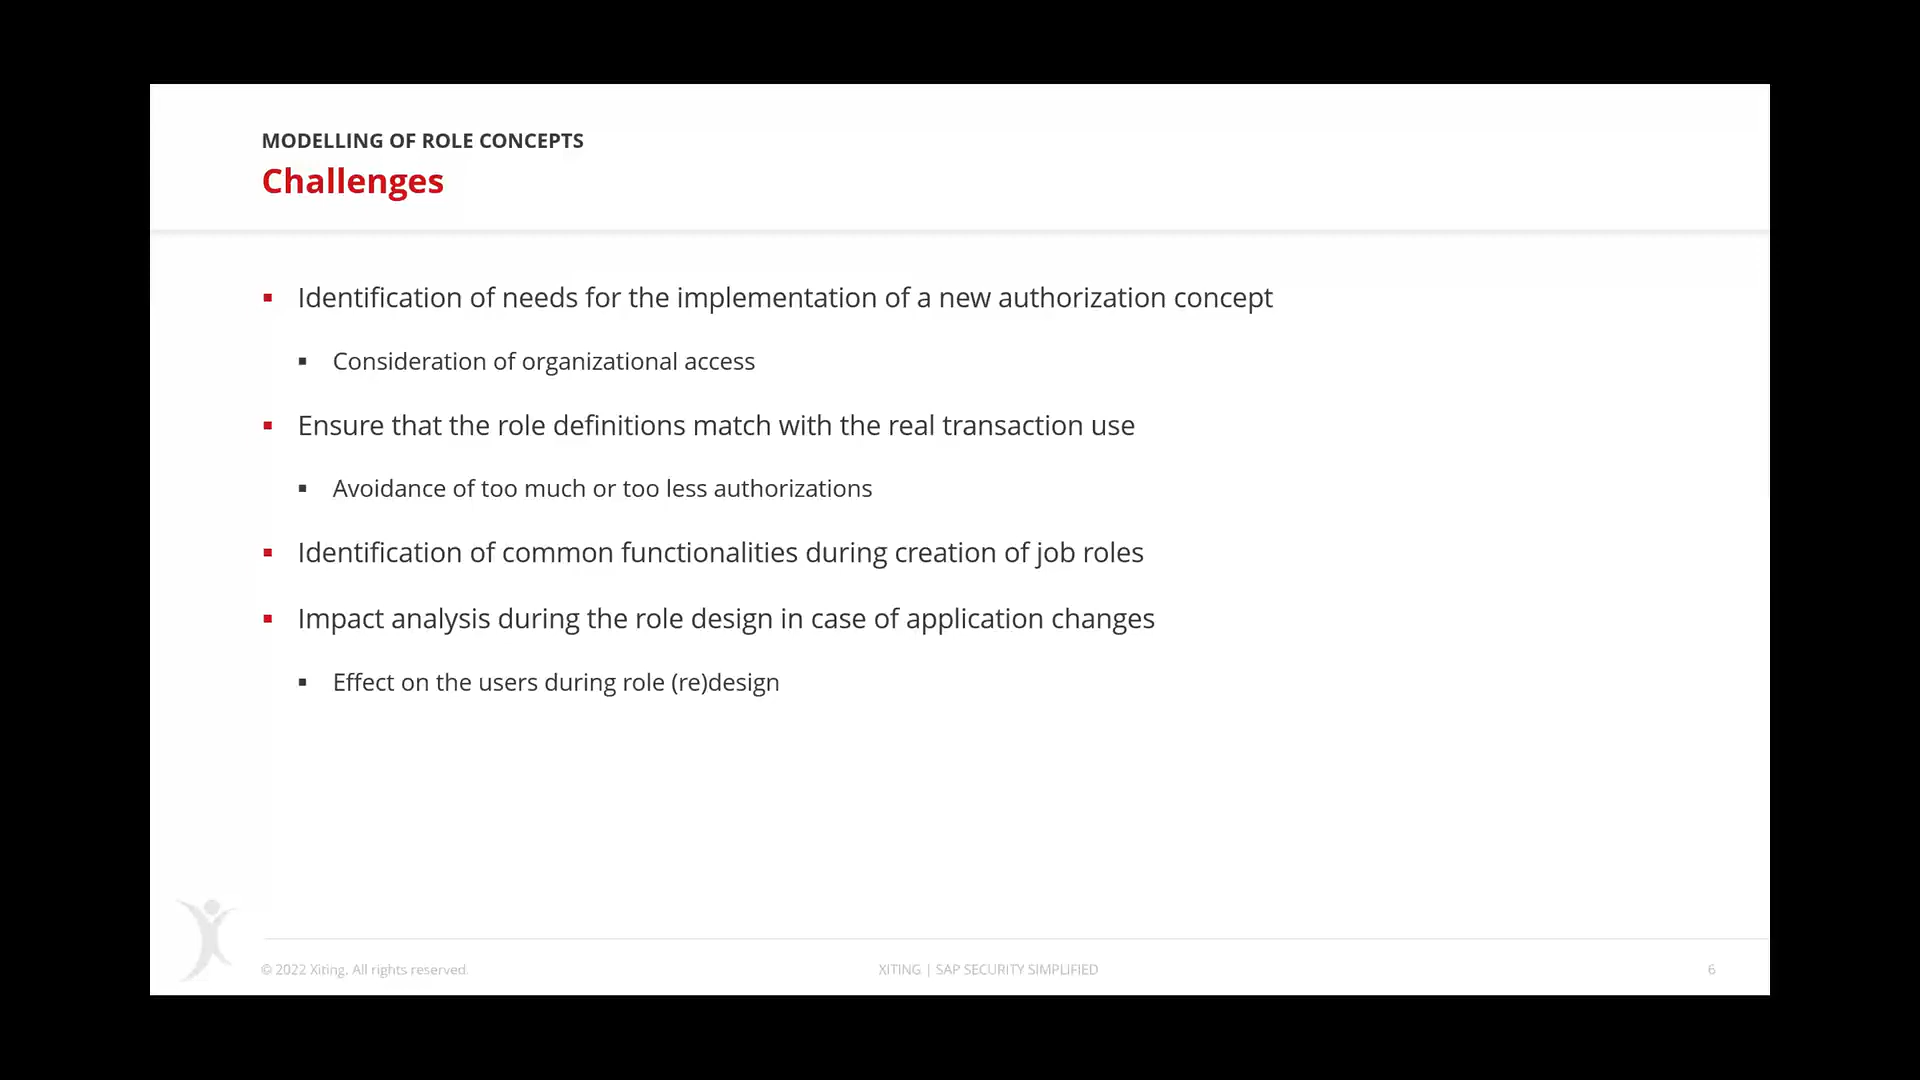 MODELLING OF ROLE CONCEPTS
Challenges
▪ Identification of needs for the implementation of a new authorization concept
▪ Consideration of organizational access
▪ Ensure that the role definitions match with the real transaction use
▪ Avoidance of too much or too less authorizations
▪ Identification of common functionalities during creation of job roles
▪ Impact analysis during the role design in case of application changes
▪ Effect on the users during role (re)design
© 2022 Xiting. All rights reserved.
XITING | SAP SECURITY SIMPLIFIED
6